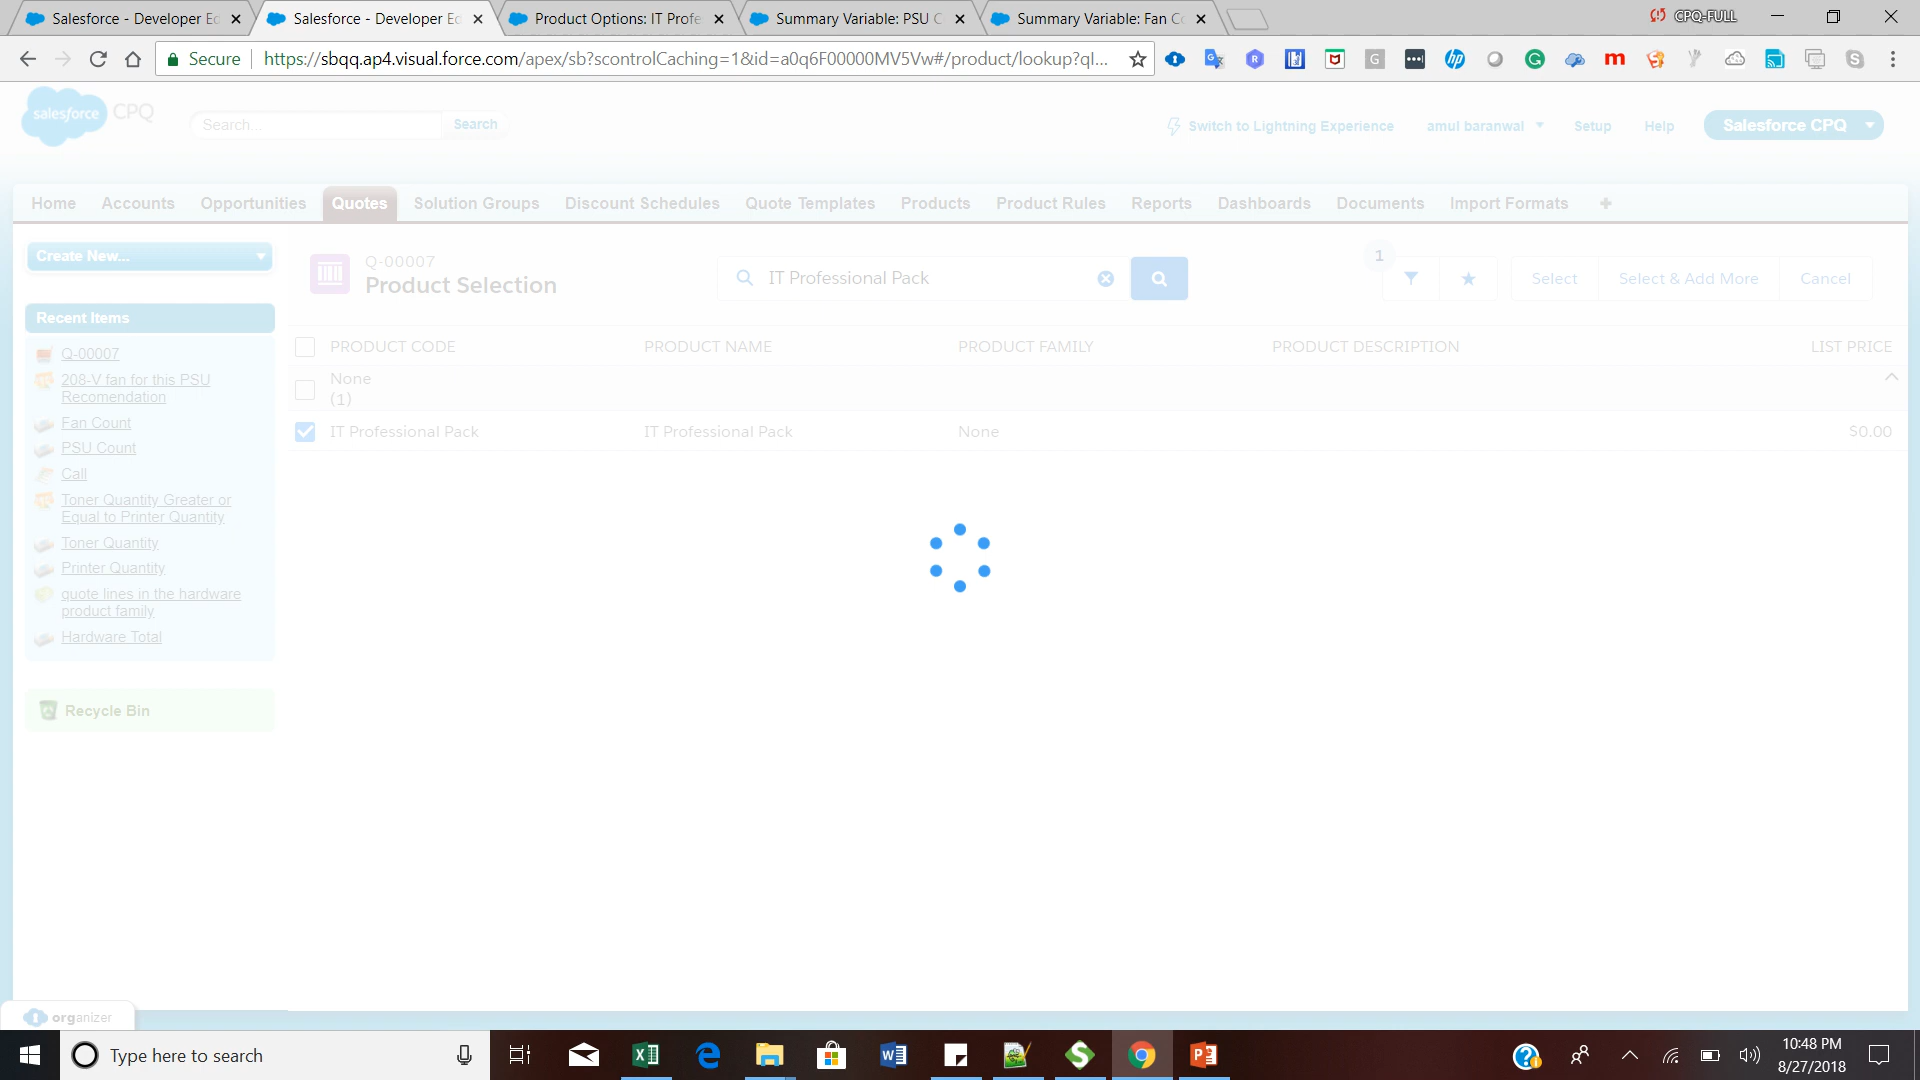 Salesforce - Developer Ec
Salesforce - Developer Ec
Product Options: IT Profe
Summary Variable: PSU C
Summary Variable: Fan Co
CPQ-FULL
Secure
https://sbqq.ap4.visual.force.com/apex/sb?scontrolCaching=1&id=a0q6F00000MV5Vw#/product/lookup?qI...
salesforce CPQ
Search...
Search
Switch to Lightning Experience
amul baranwal
Setup
Help
Salesforce CPQ
Home
Accounts
Opportunities
Quotes
Solution Groups
Discount Schedules
Quote Templates
Products
Product Rules
Reports
Dashboards
Documents
Import Formats
Create New...
Recent Items
Q-00007
208-V fan for this PSU
Recomendation
Fan Count
PSU Count
Call
Toner Quantity Greater or
Equal to Printer Quantity
Toner Quantity
Printer Quantity
quote lines in the hardware
product family
Hardware Total
Recycle Bin
Q-00007
Product Selection
IT Professional Pack
1
Select
Select & Add More
Cancel
PRODUCT CODE
PRODUCT NAME
PRODUCT FAMILY
PRODUCT DESCRIPTION
LIST PRICE
None
(1)
IT Professional Pack
IT Professional Pack
None
$0.00
organizer
Type here to search
10:48 PM
8/27/2018